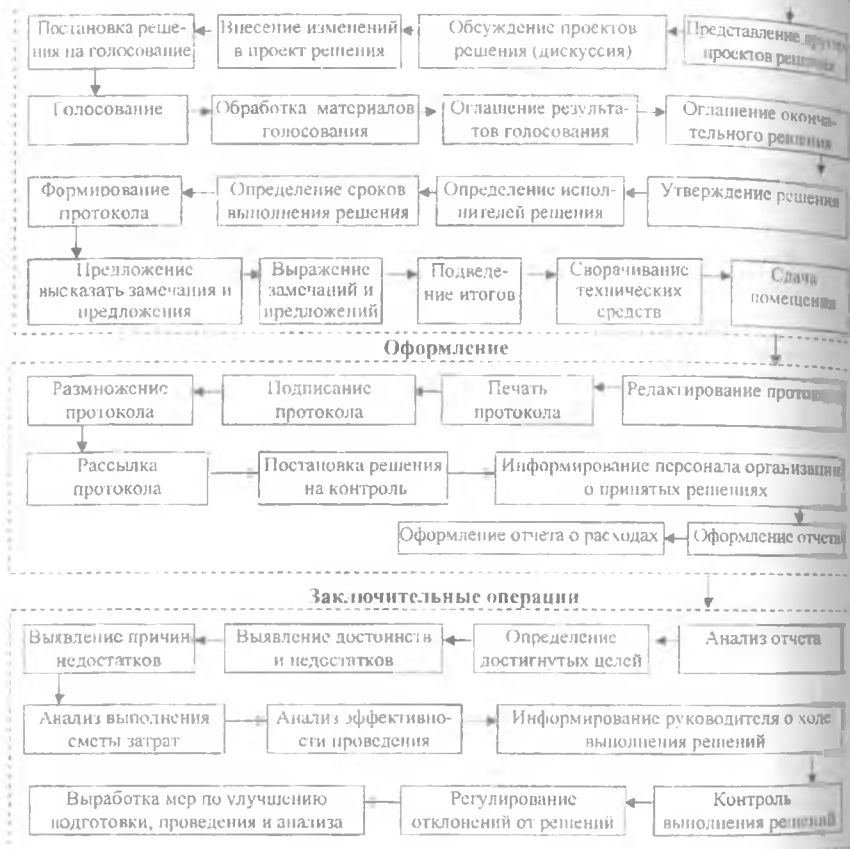 Постановка реше-
ния на голосование
Внесение изменений
в проект решения
Обсуждение проектов
решения (дискуссия)
Представление
проектов решения
Голосование
Обработка материалов
голосования
Оглашение результа-
тов голосования
Оглашение оконча-
тельного решения
Формирование
протокола
Определение сроков
выполнения решения
Определение испол-
нителей решения
Утверждение решения
Предложение
высказать замечания и
предложения
Выражение
замечаний и
предложений
Подведе-
ние итогов
Сворачивание
технических
средств
Сдача
помещения
Оформление
Размножение
протокола
Подписание
протокола
Печать
протокола
Редактирование
Рассылка
протокола
Постановка решения
на контроль
Информирование персонала организации
о принятых решениях
Оформление отчета о расходах
Оформление отчета
Заключительные операции
Выявление причин
недостатков
Выявление достоинств
и недостатков
Определение
достигнутых целей
Анализ отчета
Анализ выполнения
сметы затрат
Анализ эффективно-
сти проведения
Информирование руководителя о ходе
выполнения решений
Выработка мер по улучшению
подготовки, проведения и анализа
Регулирование
отклонений от решений
Контроль
выполнения решений